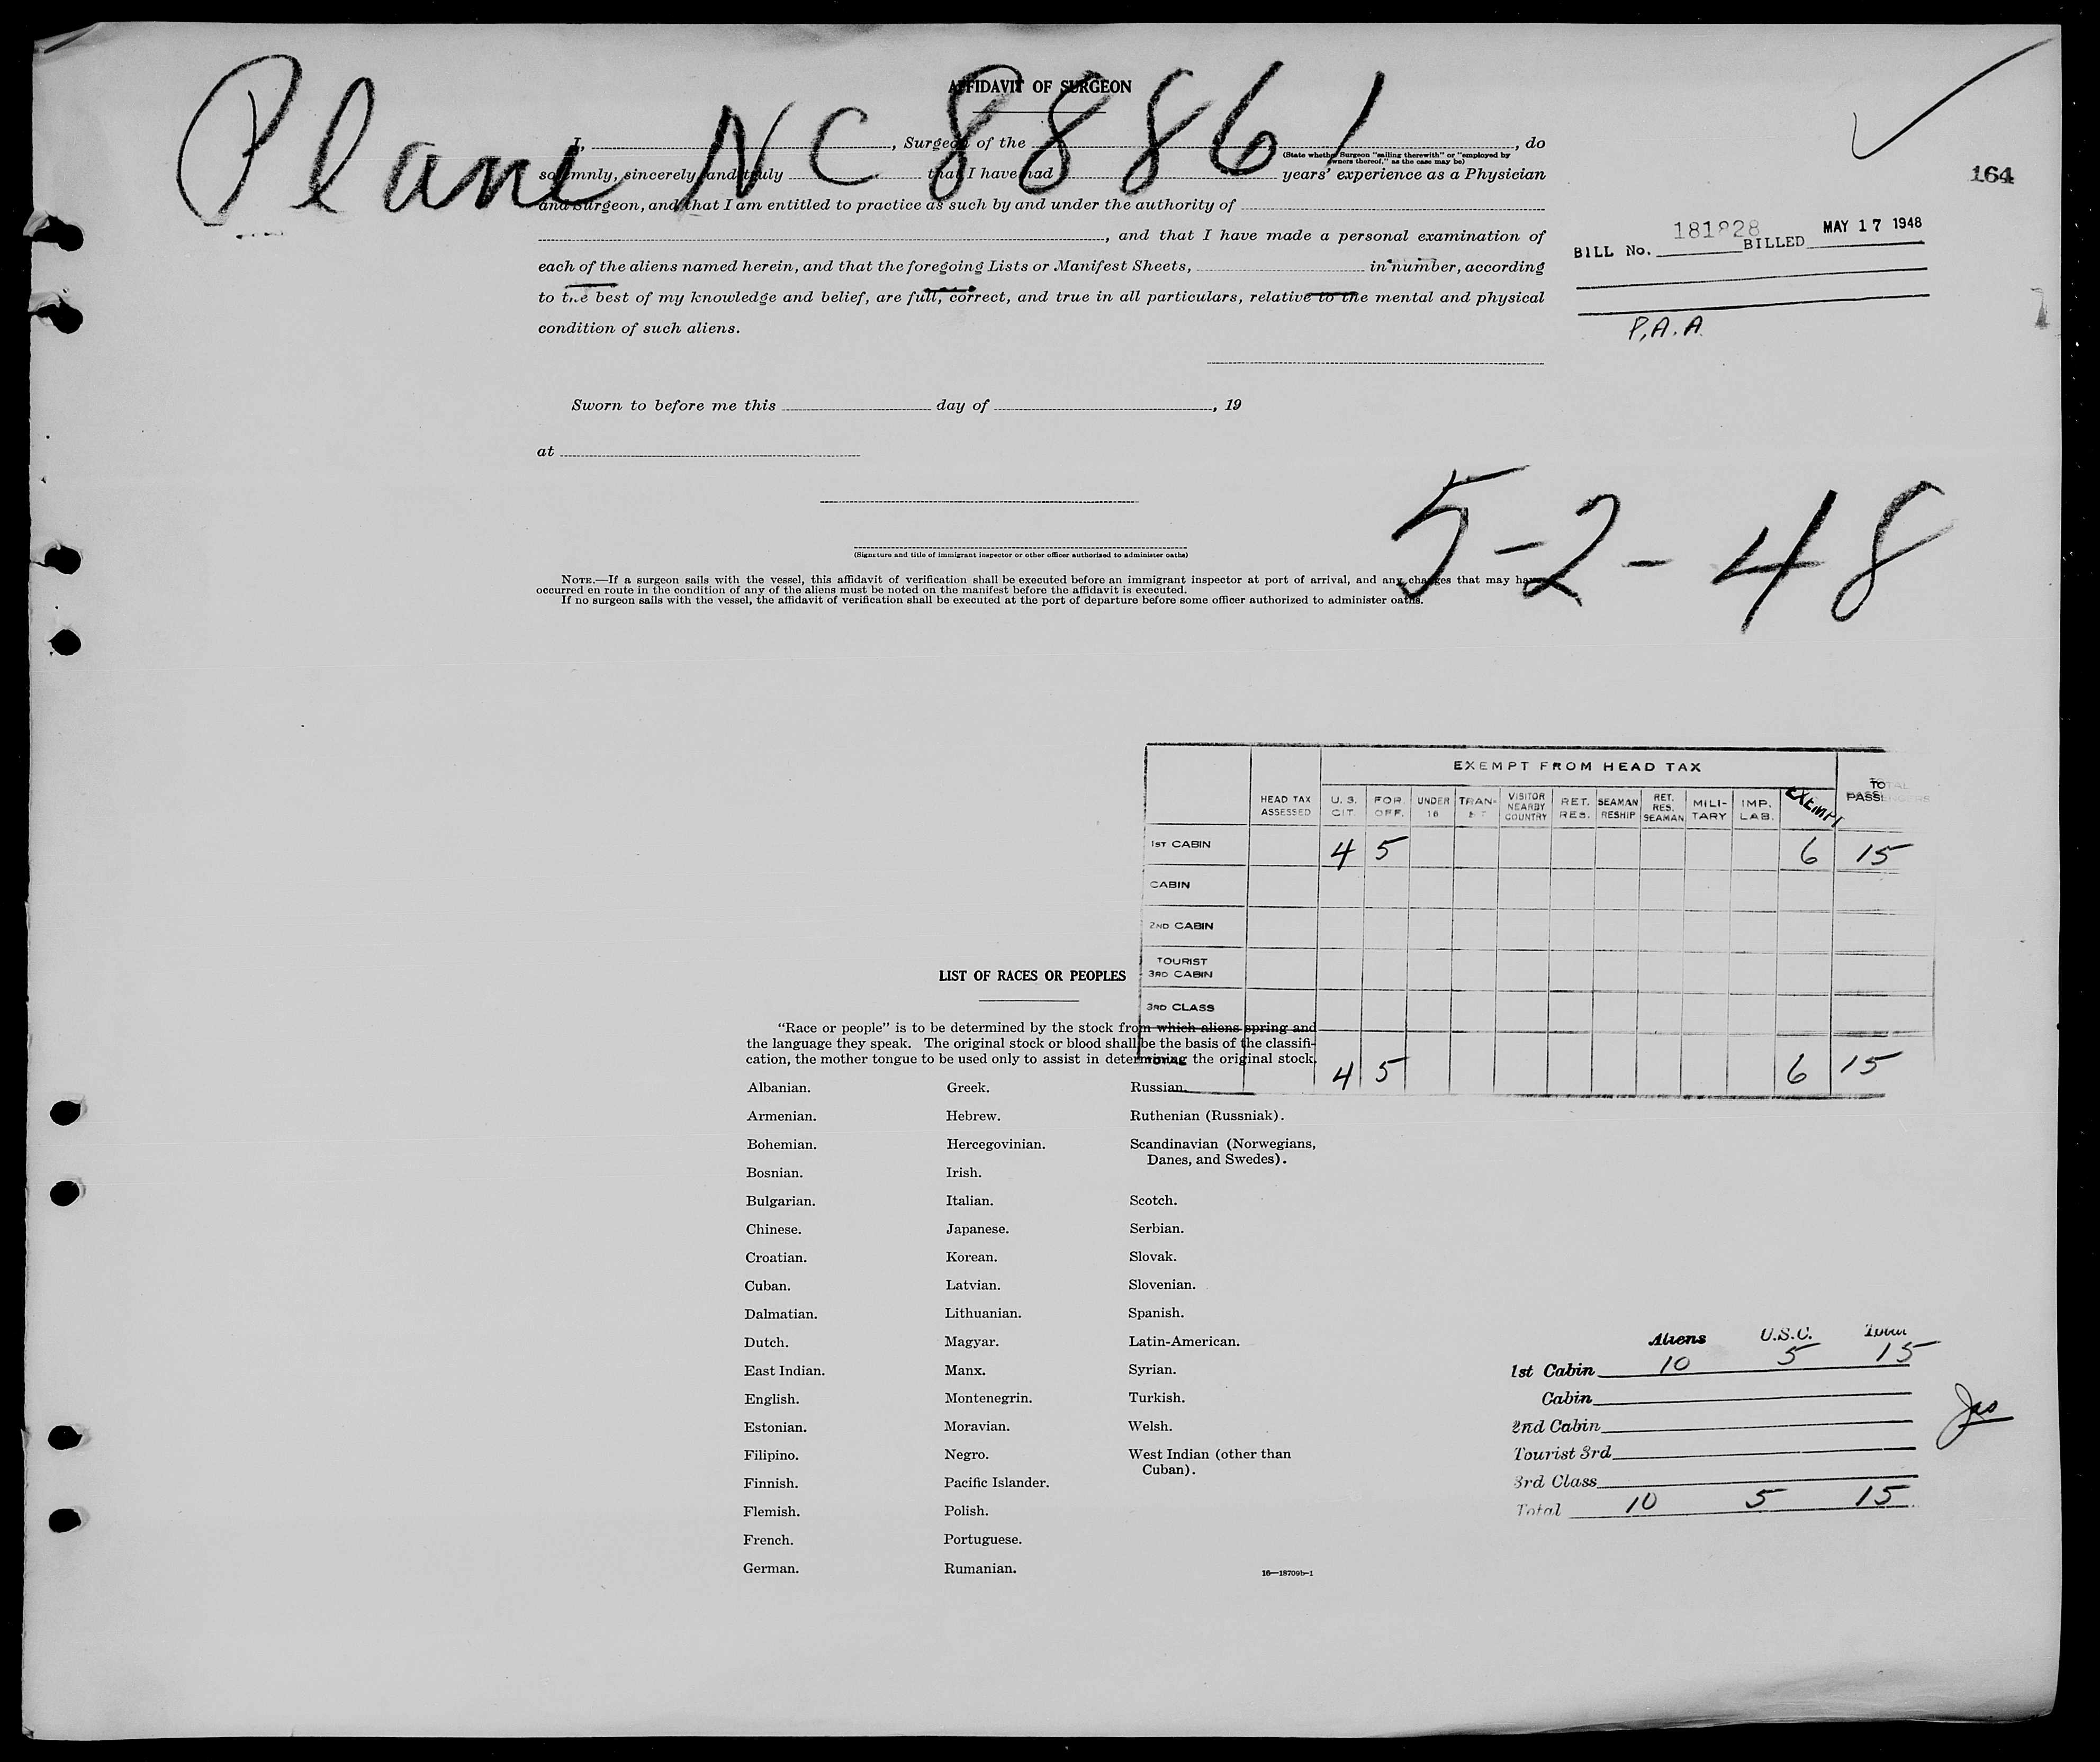 Plane NC 88861
AFFIDAVIT OF SURGEON
I, , Surgeon of the , do
(State whether Surgeon "sailing therewith" or "employed by
owners thereof," as the case may be)
solemnly, sincerely, and truly that I have had years' experience as a Physician
164
and Surgeon, and that I am entitled to practice as such by and under the authority of
, and that I have made a personal examination of
BILL No. BILLED MAY 17 1948
each of the aliens named herein, and that the foregoing Lists or Manifest Sheets, in number, according
to the best of my knowledge and belief, are full, correct, and true in all particulars, relative to the mental and physical
condition of such aliens.
P.A.A.
Sworn to before me this day of , 19
at
5-2-48
(Signature and title of immigrant inspector or other officer authorized to administer oaths)
NOTE.—If a surgeon sails with the vessel, this affidavit of verification shall be executed before an immigrant inspector at port of arrival, and any changes that may have
occurred en route in the condition of any of the aliens must be noted on the manifest before the affidavit is executed.
If no surgeon sails with the vessel, the affidavit of verification shall be executed at the port of departure before some officer authorized to administer oaths.
EXEMPT FROM HEAD TAX
HEAD TAX ASSESSED U. S. CIT. FOR. OFF. UNDER 16 TRAN- VISITOR NEARBY COUNTRY RET. RES. SEAMAN RESHIP RET. RES. SEAMAN MILI-TARY IMP. LAB. EXEMPT TOTAL PASSENGERS
1ST CABIN 4 5 6 15
CABIN
2ND CABIN
TOURIST
3RD CABIN
3RD CLASS
TOTAL 4 5 6 15
LIST OF RACES OR PEOPLES
"Race or people" is to be determined by the stock from which aliens spring and
the language they speak. The original stock or blood shall be the basis of the classifi-
cation, the mother tongue to be used only to assist in determining the original stock.
Albanian. Greek. Russian.
Armenian. Hebrew. Ruthenian (Russniak).
Bohemian. Hercegovinian. Scandinavian (Norwegians,
Danes, and Swedes).
Bosnian. Irish.
Bulgarian. Italian. Scotch.
Chinese. Japanese. Serbian.
Croatian. Korean. Slovak.
Cuban. Latvian. Slovenian.
Dalmatian. Lithuanian. Spanish.
Dutch. Magyar. Latin-American.
East Indian. Manx. Syrian.
English. Montenegrin. Turkish.
Estonian. Moravian. Welsh.
Filipino. Negro. West Indian (other than
Cuban).
Finnish. Pacific Islander.
Flemish. Polish.
French. Portuguese.
German. Rumanian.
16—18709b-1
Aliens U.S.C. Total
1st Cabin 10 5 15
Cabin
2nd Cabin
Tourist 3rd
3rd Class
Total 10 5 15